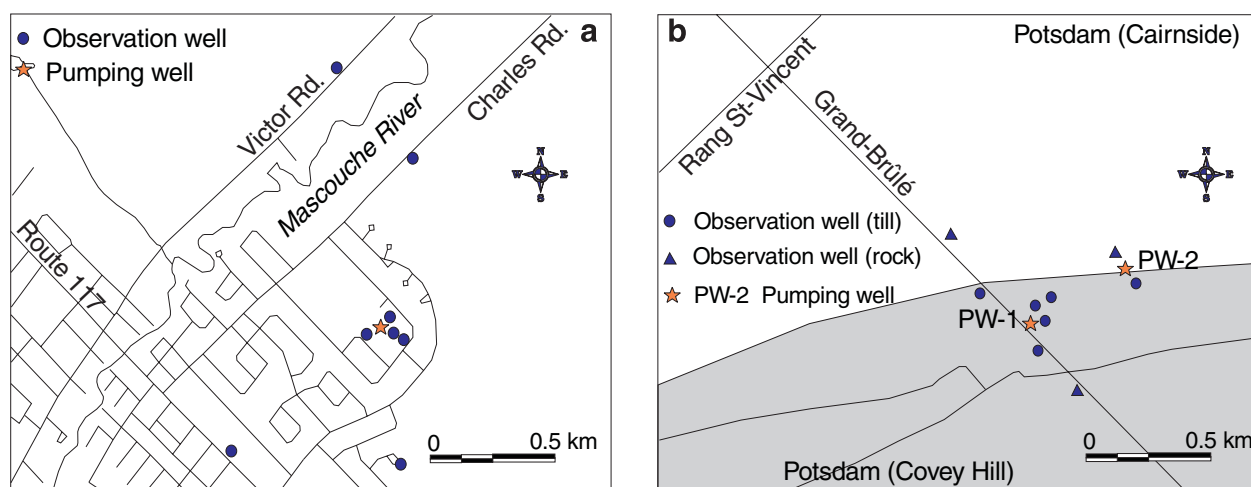 a
Observation well
Pumping well
Victor Rd.
Charles Rd.
Mascouche River
Route 117
N
W E
S
0 0.5 km
b
Potsdam (Cairnside)
Rang St-Vincent
Grand-Brûlé
N
W E
S
Observation well (till)
Observation well (rock)
PW-2 Pumping well
PW-2
PW-1
0 0.5 km
Potsdam (Covey Hill)